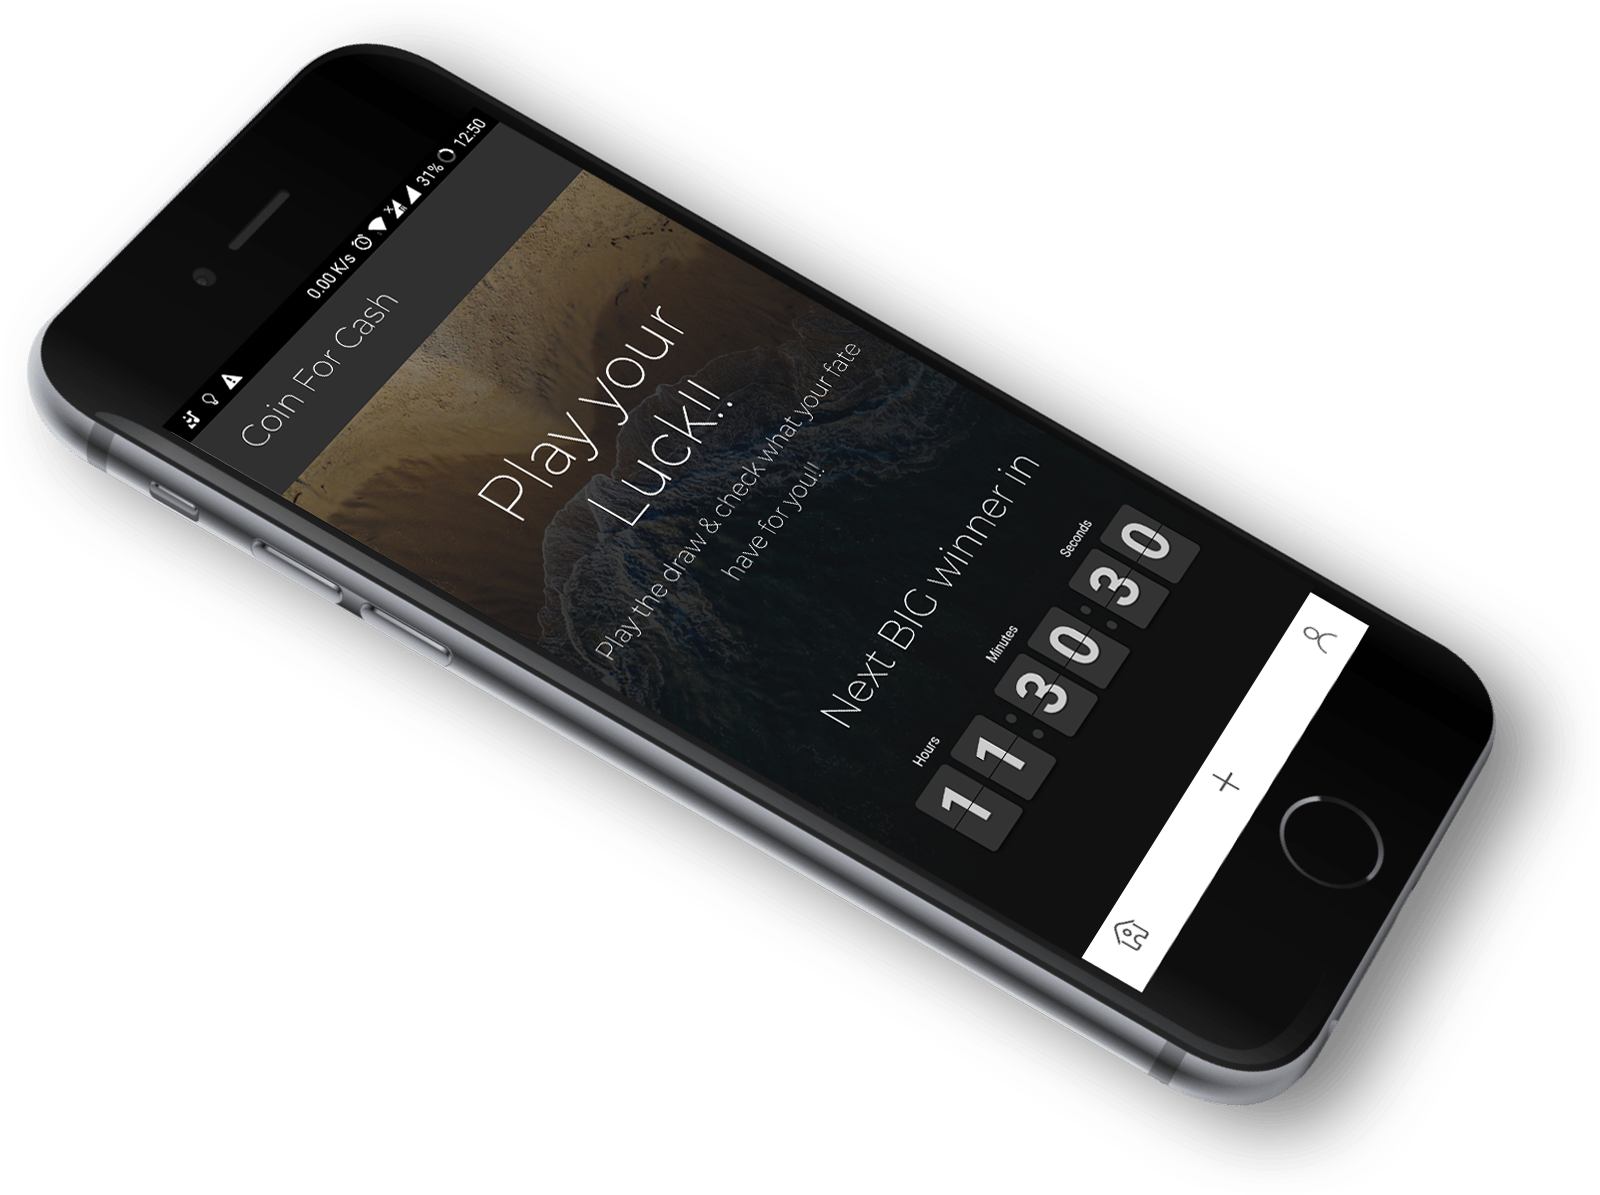 0.00K/s 31% 12:50
Coin For Cash
Play your
Luck!!
Play the draw & check what your fate
have for you!!
Next BIG winner in
Hours Minutes Seconds
11:30:30